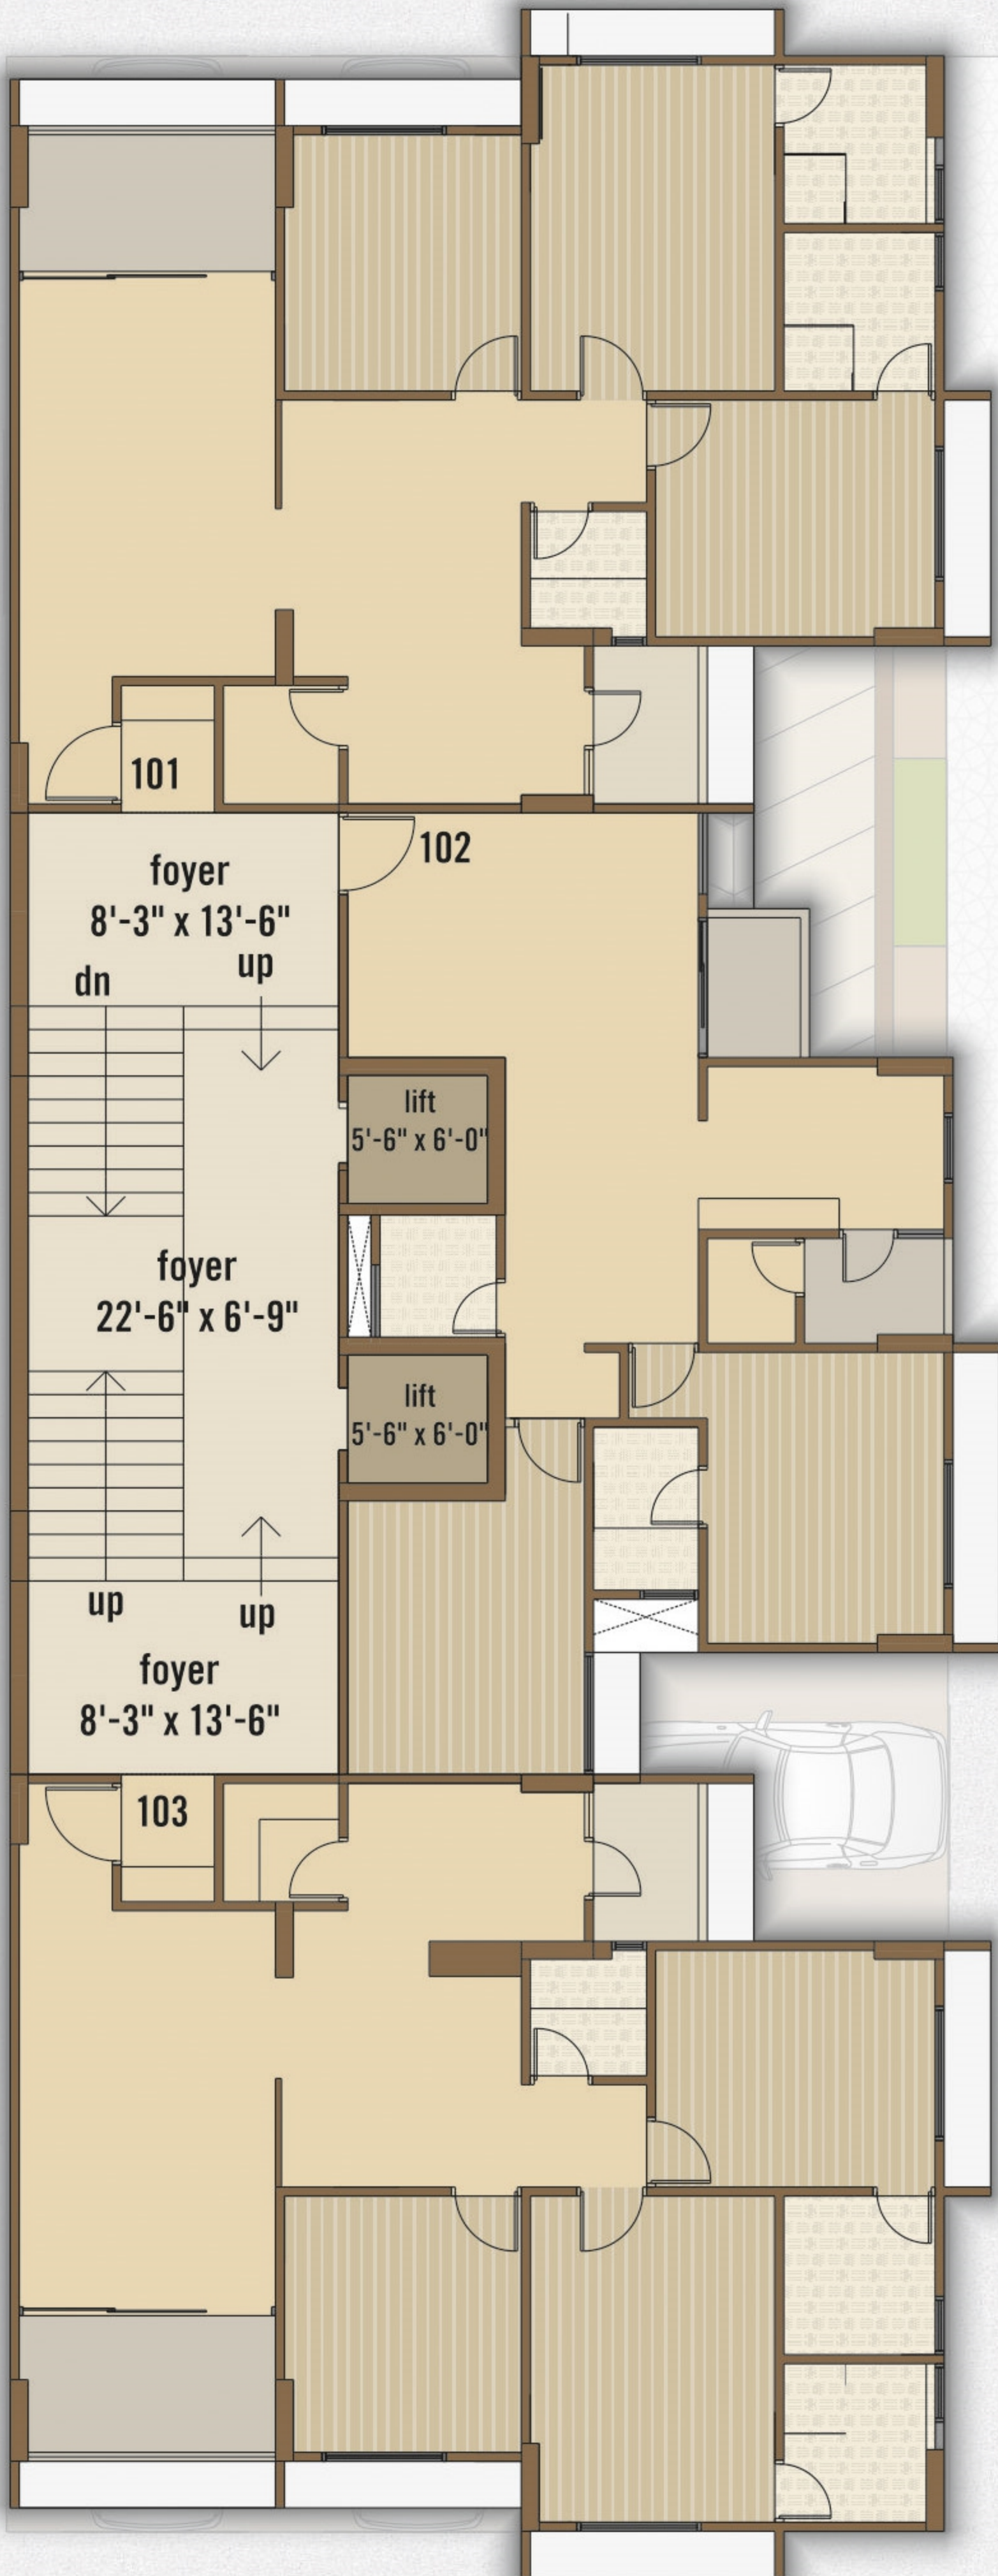 101
102
foyer
8'-3" x 13'-6"
dn
up
lift
5'-6" x 6'-0"
foyer
22'-6" x 6'-9"
lift
5'-6" x 6'-0"
up
up
foyer
8'-3" x 13'-6"
103